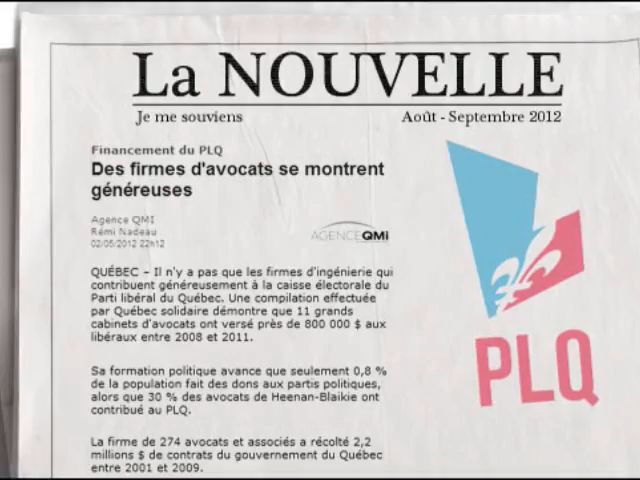 La NOUVELLE
Je me souviens
Août - Septembre 2012
Financement du PLQ
Des firmes d'avocats se montrent
généreuses
Agence QMI
Rémi Nadeau
02/05/2012 22h12
AGENCE QMI
QUÉBEC – Il n'y a pas que les firmes d'ingénierie qui
contribuent généreusement à la caisse électorale du
Parti libéral du Québec. Une compilation effectuée
par Québec solidaire démontre que 11 grands
cabinets d'avocats ont versé près de 800 000 $ aux
libéraux entre 2008 et 2011.
Sa formation politique avance que seulement 0,8 %
de la population fait des dons aux partis politiques,
alors que 30 % des avocats de Heenan-Blaikie ont
contribué au PLQ.
La firme de 274 avocats et associés a récolté 2,2
millions $ de contrats du gouvernement du Québec
entre 2001 et 2009.
PLQ